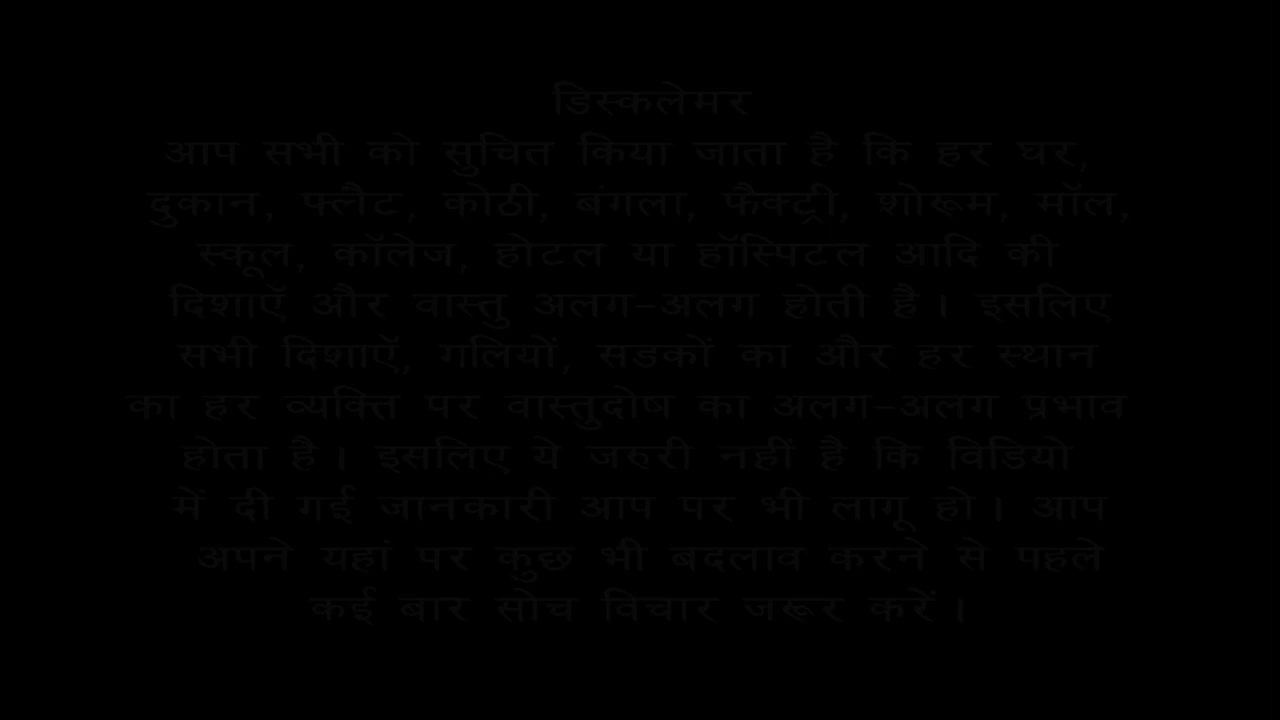 डिस्कलेमर
आप सभी को सुचित किया जाता है कि हर घर,
दुकान, फ्लैट, कोठी, बंगला, फैक्ट्री, शोरूम, मॉल,
स्कूल, कॉलेज, होटल या हॉस्पिटल आदि की
दिशाएँ और वास्तु अलग–अलग होती है। इसलिए
सभी दिशाएँ, गलियों, सडकों का और हर स्थान
का हर व्यक्ति पर वास्तुदोष का अलग–अलग प्रभाव
होता है। इसलिए ये जरुरी नहीं है कि विडियो
में दी गई जानकारी आप पर भी लागू हो। आप
अपने यहां पर कुछ भी बदलाव करने से पहले
कई बार सोच विचार जरूर करें।